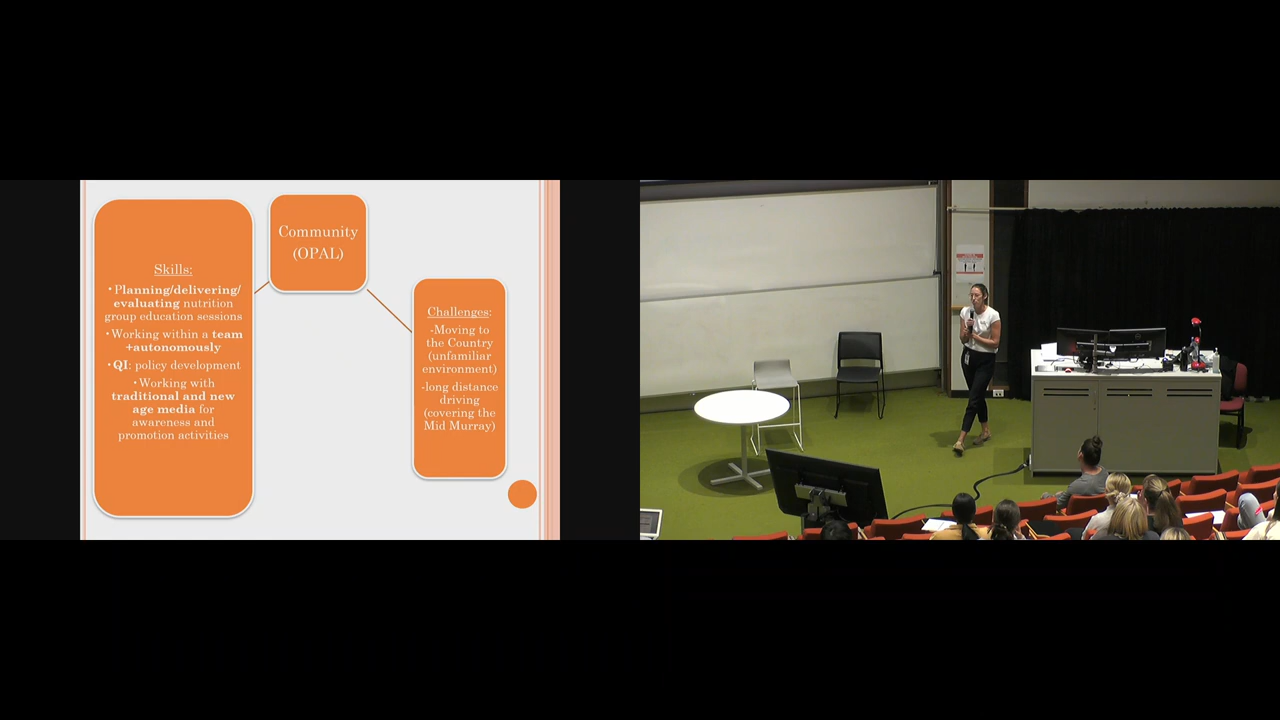 Community
(OPAL)
Skills:
• Planning/delivering/
evaluating nutrition
group education sessions
• Working within a team
+autonomously
• QI: policy development
• Working with
traditional and new
age media for
awareness and
promotion activities
Challenges:
-Moving to
the Country
(unfamiliar
environment)
-long distance
driving
(covering the
Mid Murray)